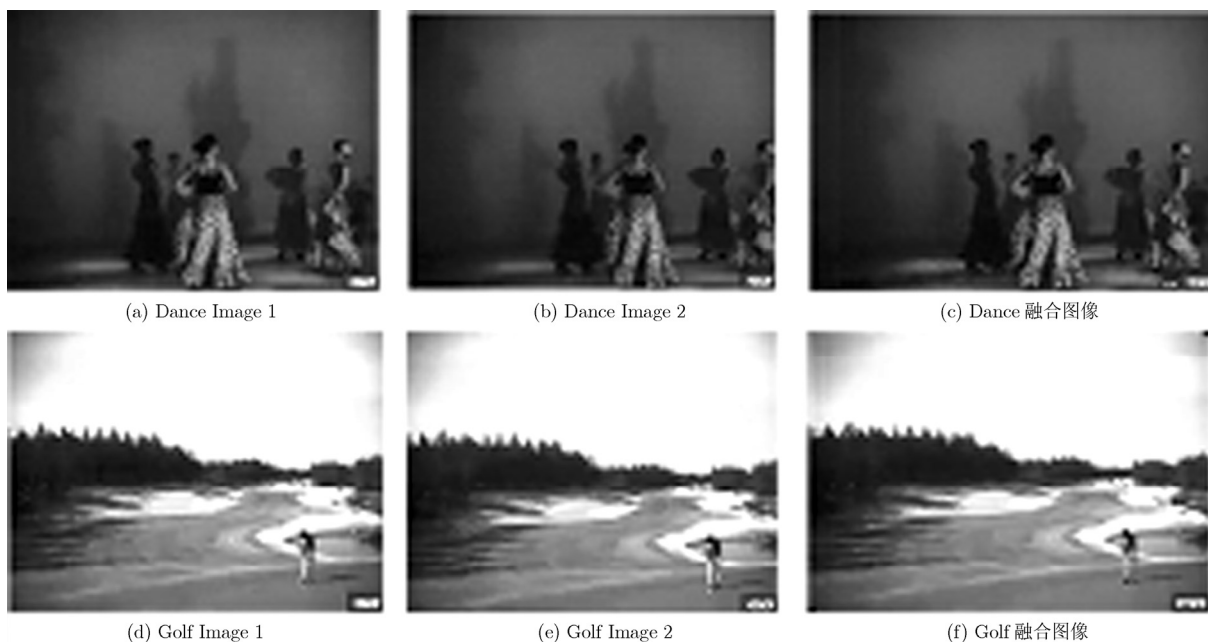 (a) Dance Image 1
(b) Dance Image 2
(c) Dance 融合图像
(d) Golf Image 1
(e) Golf Image 2
(f) Golf 融合图像